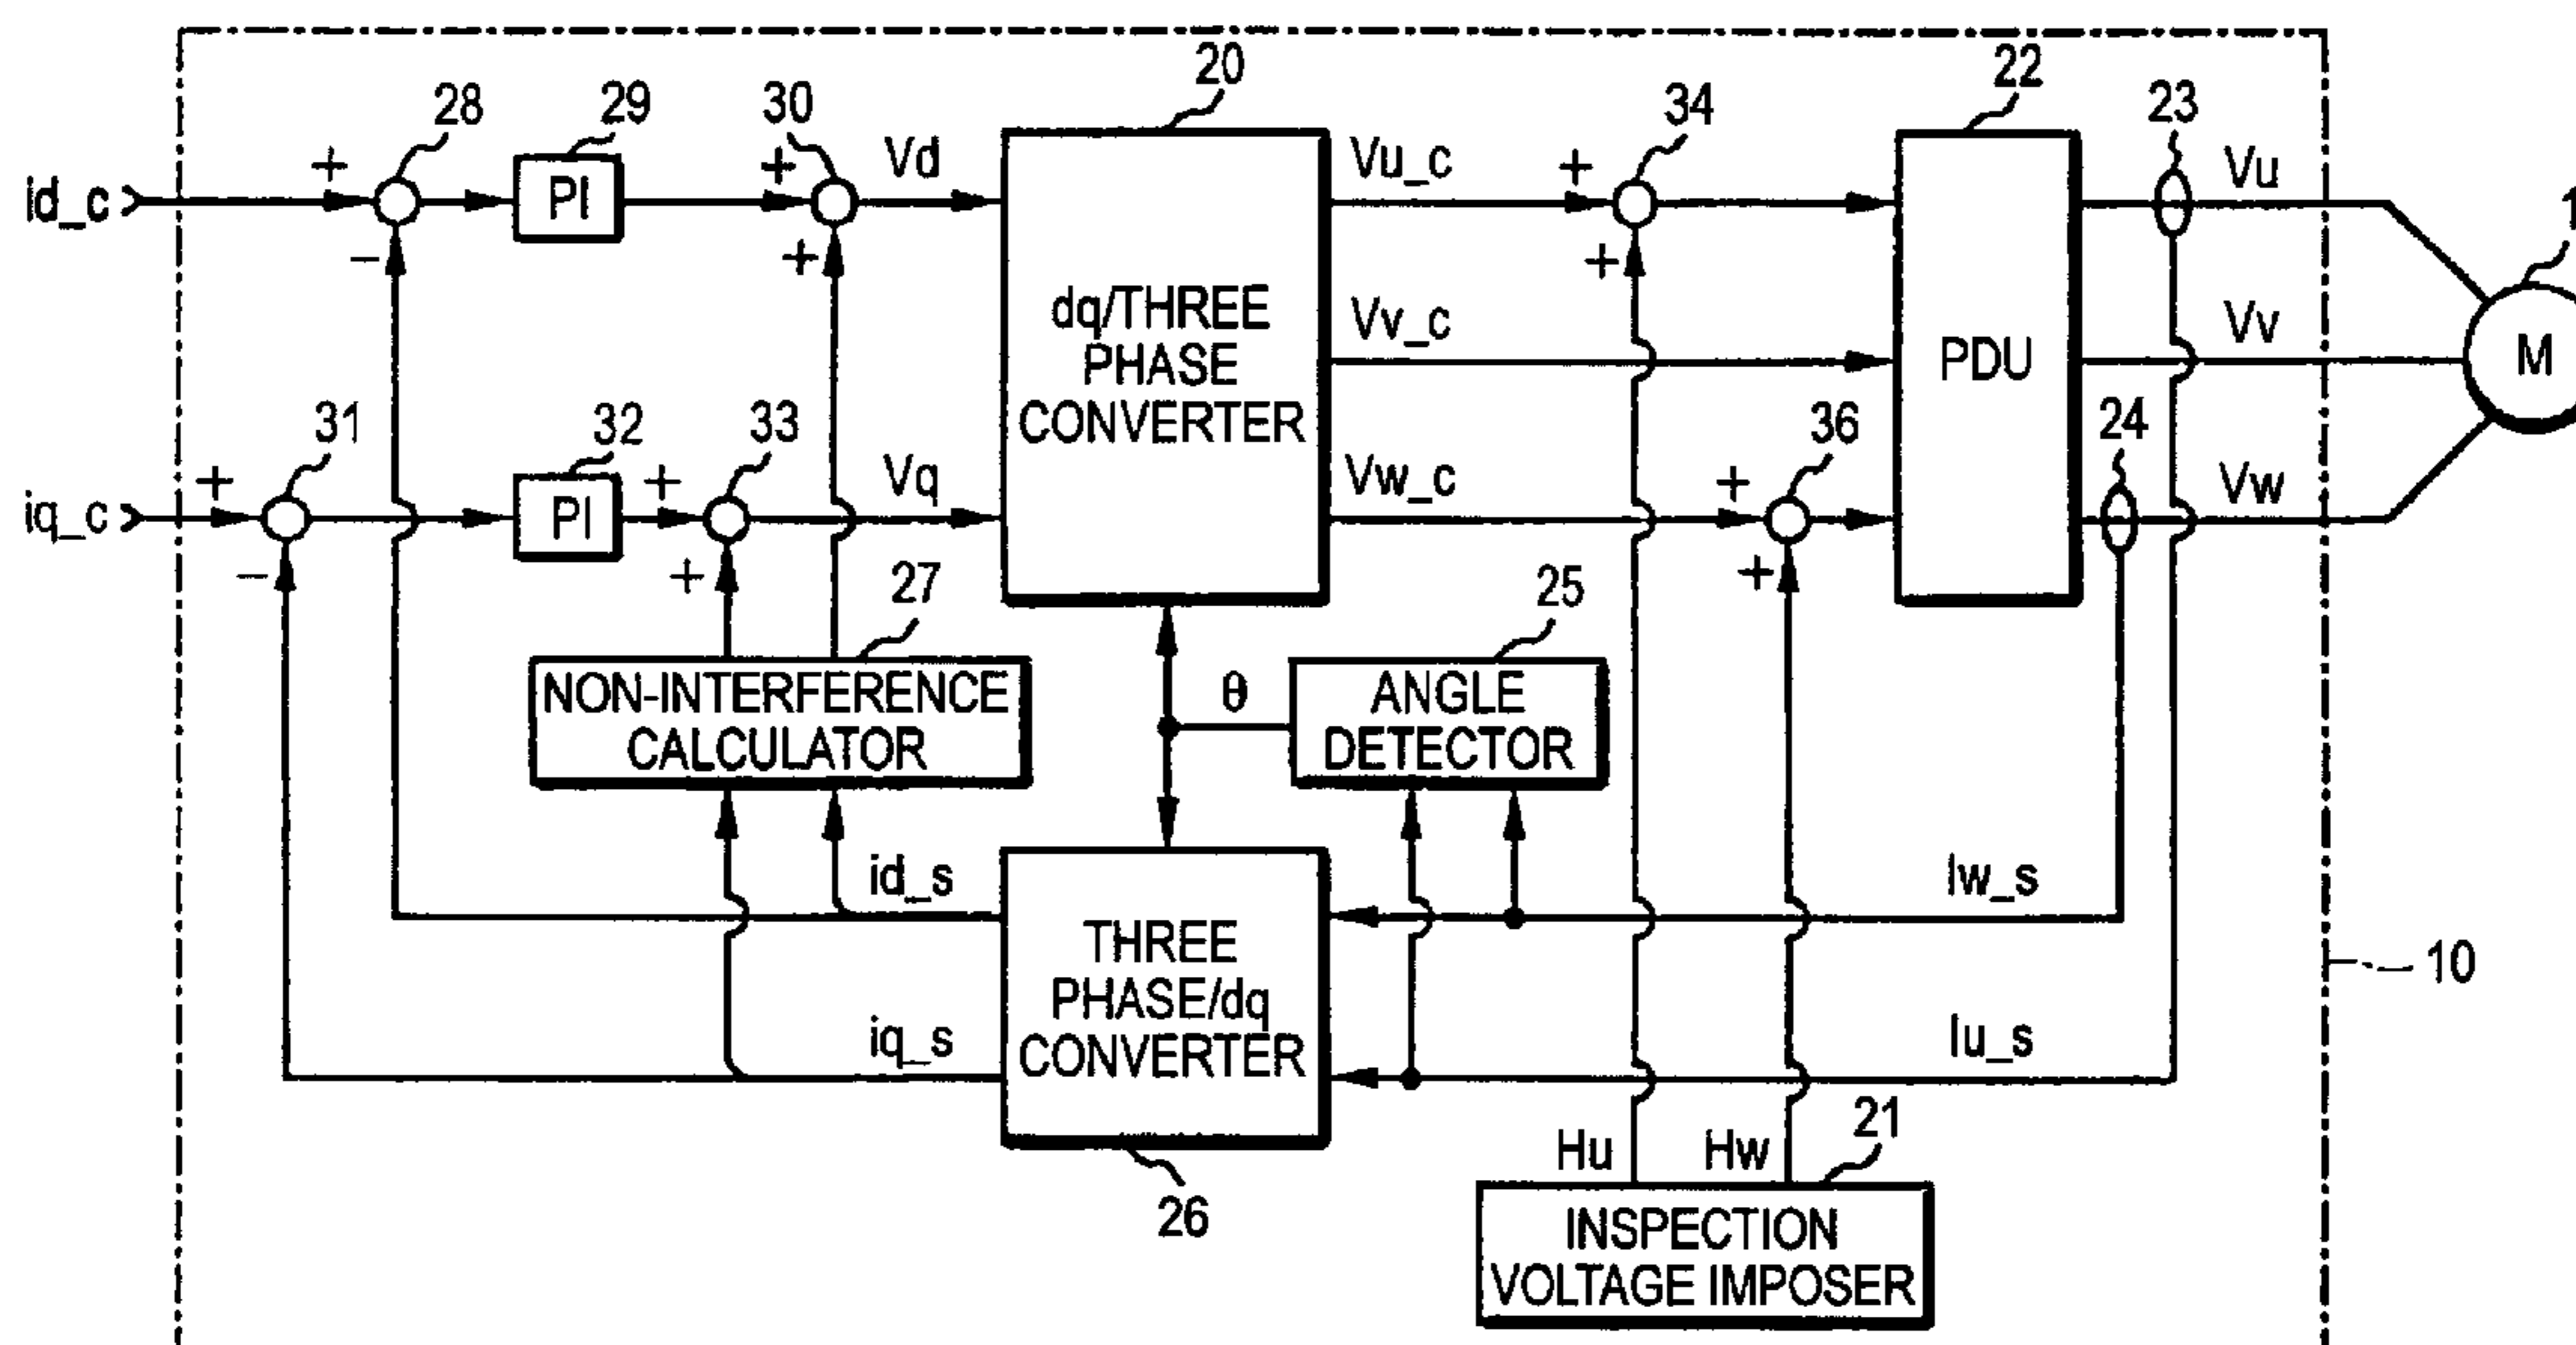 20
22
28
29
30
34
23
1
id_c
+
PI
+
Vd
Vu_c
+
Vu
−
+
+
dq/THREE
PHASE
CONVERTER
Vv_c
PDU
Vv
M
31
32
33
36
24
iq_c
+
PI
+
Vq
Vw_c
+
Vw
−
+
+
27
25
NON-INTERFERENCE
CALCULATOR
θ
ANGLE
DETECTOR
id_s
Iw_s
THREE
PHASE/dq
CONVERTER
10
iq_s
Iu_s
26
Hu
Hw
21
INSPECTION
VOLTAGE IMPOSER